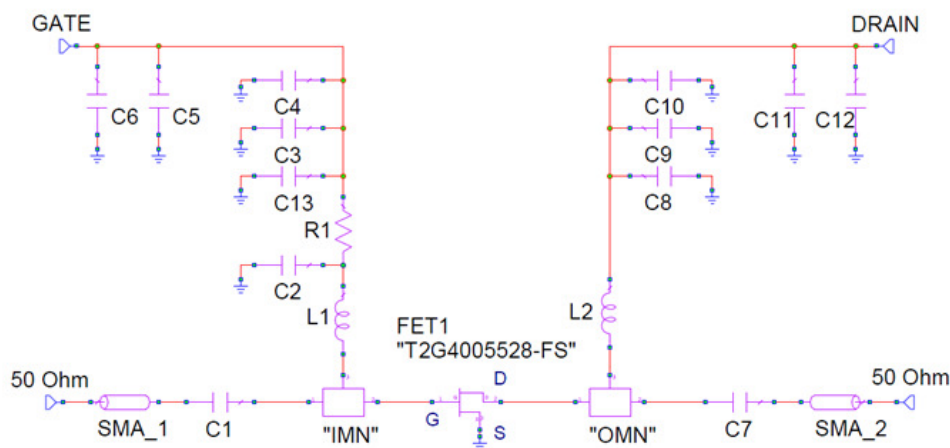 GATE
DRAIN
C6
C5
C4
C10
C11
C12
C3
C9
C13
C8
R1
C2
L1
L2
FET1
"T2G4005528-FS"
50 Ohm
D
50 Ohm
G
S
SMA_1
C1
"IMN"
"OMN"
C7
SMA_2